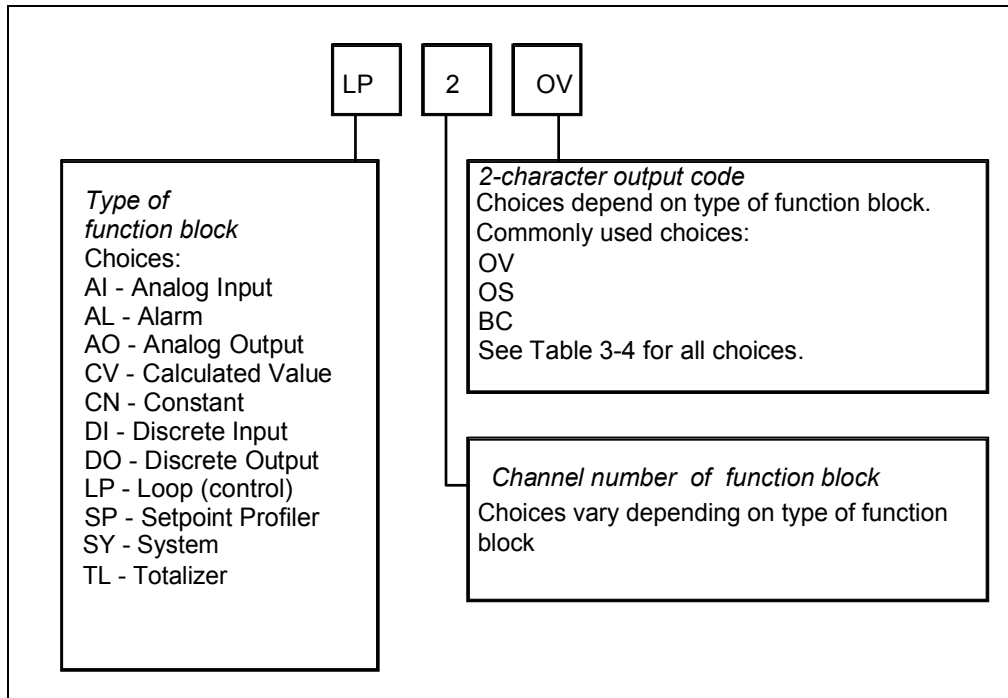 LP 2 OV
Type of
function block
Choices:
AI - Analog Input
AL - Alarm
AO - Analog Output
CV - Calculated Value
CN - Constant
DI - Discrete Input
DO - Discrete Output
LP - Loop (control)
SP - Setpoint Profiler
SY - System
TL - Totalizer
2-character output code
Choices depend on type of function block.
Commonly used choices:
OV
OS
BC
See Table 3-4 for all choices.
Channel number of function block
Choices vary depending on type of function
block